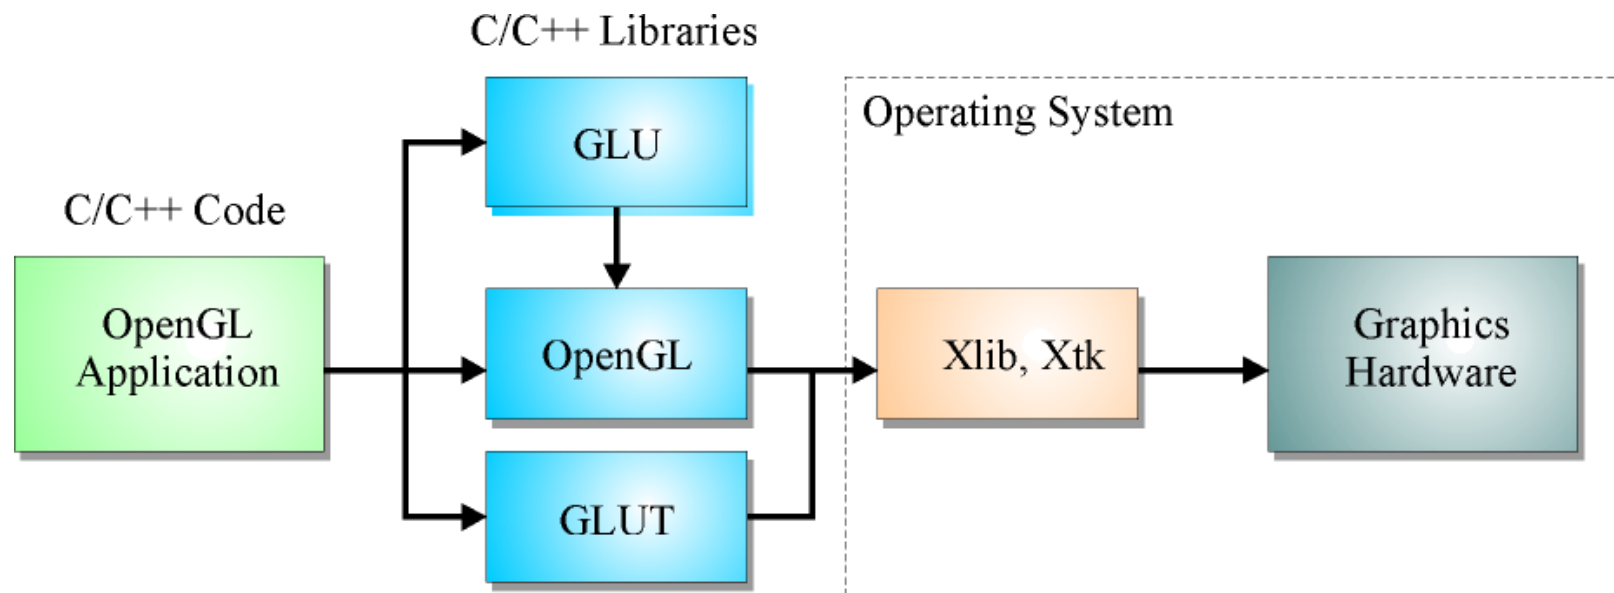 C/C++ Libraries
GLU
Operating System
C/C++ Code
OpenGL
Application
OpenGL
Xlib, Xtk
Graphics
Hardware
GLUT